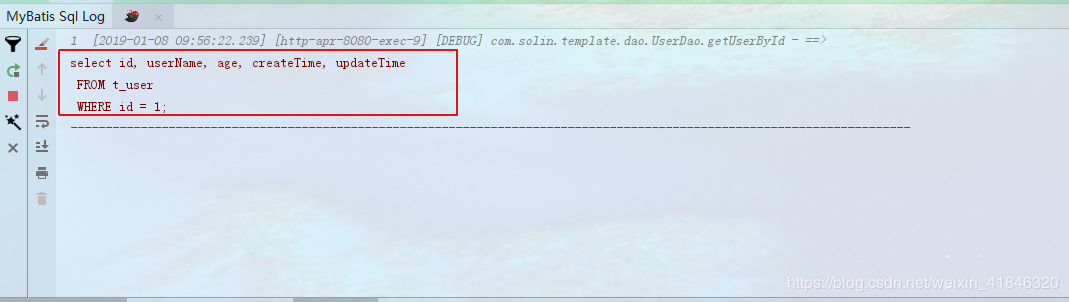 MyBatis Sql Log
1 [2019-01-08 09:56:22.239] [http-apr-8080-exec-9] [DEBUG] com.solin.template.dao.UserDao.getUserById - ==>
select id, userName, age, createTime, updateTime
FROM t_user
WHERE id = 1;
------------------------------------------------------------------------------------------------------------------------
https://blog.csdn.net/weixin_41846320